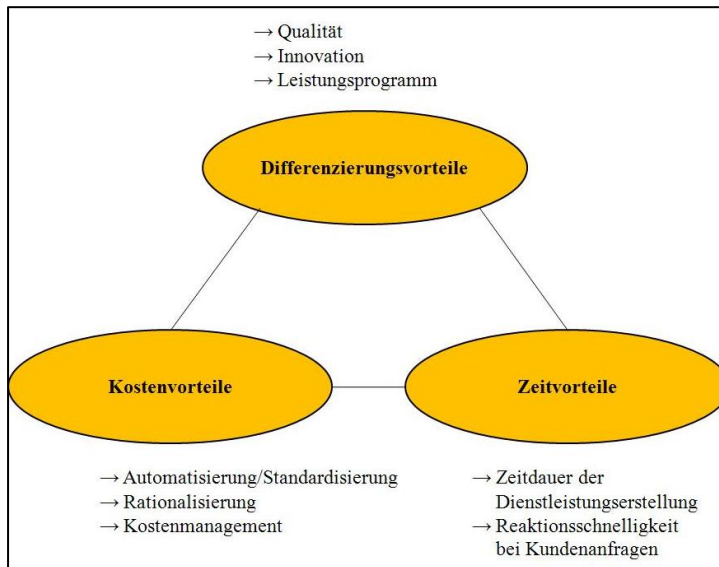 → Qualität
→ Innovation
→ Leistungsprogramm
Differenzierungsvorteile
Kostenvorteile
Zeitvorteile
→ Automatisierung/Standardisierung
→ Rationalisierung
→ Kostenmanagement
→ Zeitdauer der
Dienstleistungserstellung
→ Reaktionsschnelligkeit
bei Kundenanfragen